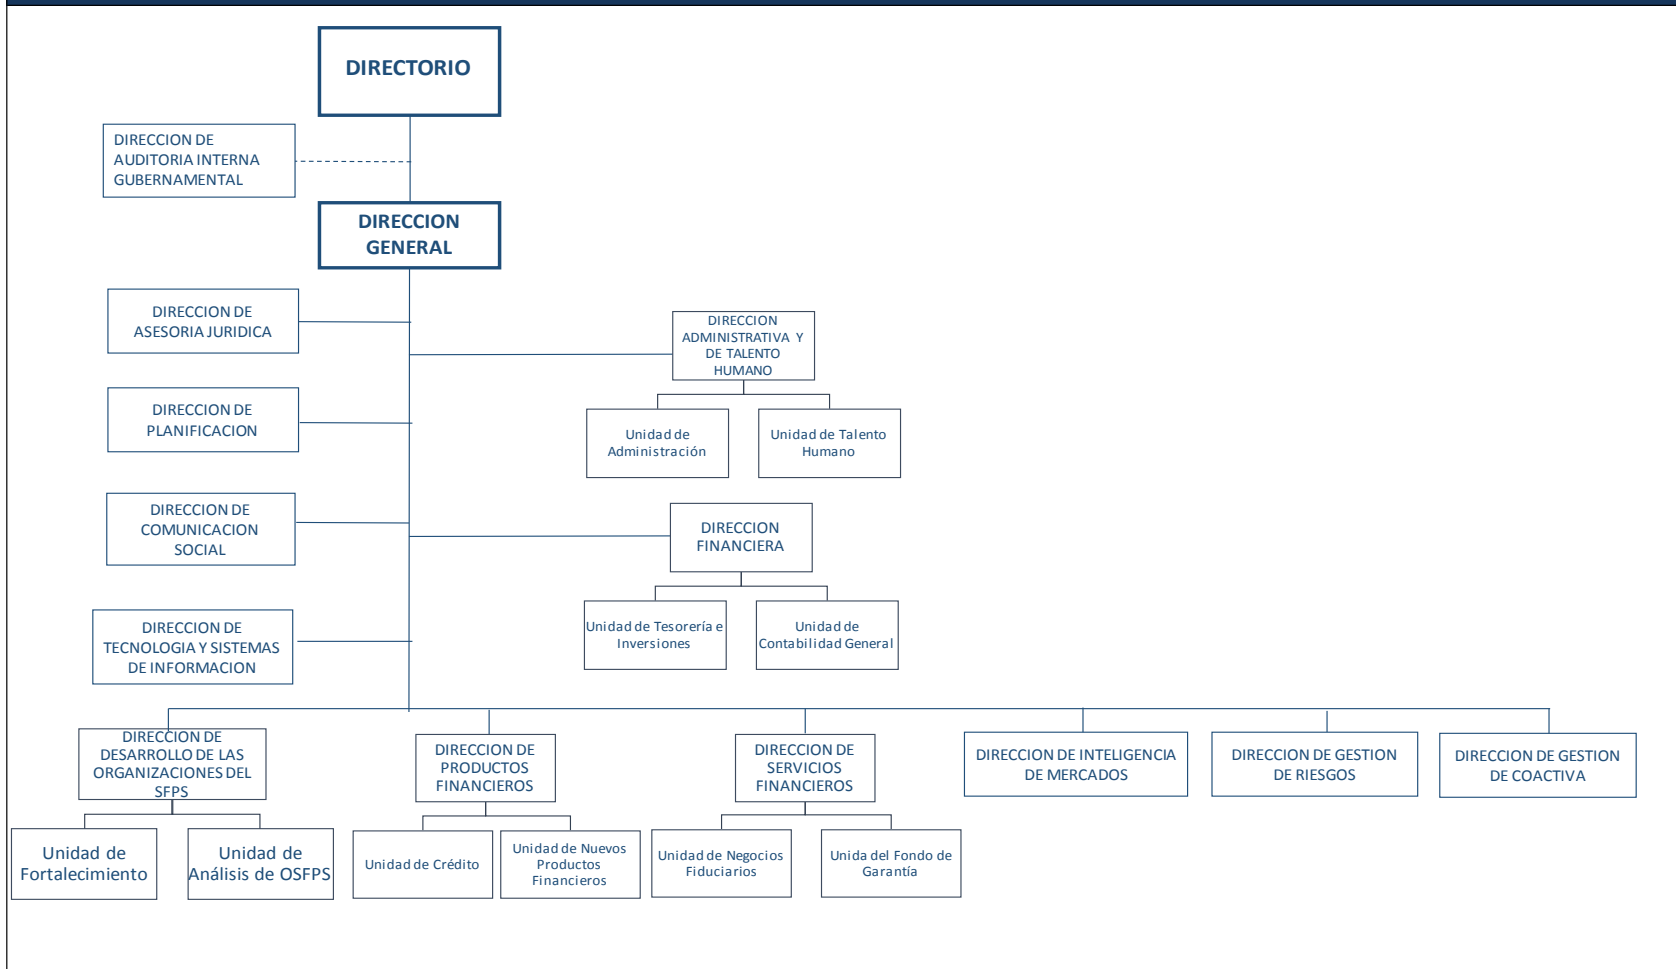 DIRECTORIO
DIRECCION DE
AUDITORIA INTERNA
GUBERNAMENTAL
DIRECCION
GENERAL
DIRECCION DE
ASESORIA JURIDICA
DIRECCION
ADMINISTRATIVA Y
DE TALENTO
HUMANO
DIRECCION DE
PLANIFICACION
Unidad de
Administración
Unidad de Talento
Humano
DIRECCION DE
COMUNICACION
SOCIAL
DIRECCION
FINANCIERA
DIRECCION DE
TECNOLOGIA Y SISTEMAS
DE INFORMACION
Unidad de Tesorería e
Inversiones
Unidad de
Contabilidad General
DIRECCION DE
DESARROLLO DE LAS
ORGANIZACIONES DEL
SFPS
DIRECCION DE
PRODUCTOS
FINANCIEROS
DIRECCION DE
SERVICIOS
FINANCIEROS
DIRECCION DE INTELIGENCIA
DE MERCADOS
DIRECCION DE GESTION
DE RIESGOS
DIRECCION DE GESTION
DE COACTIVA
Unidad de
Fortalecimiento
Unidad de
Análisis de OSFPS
Unidad de Crédito
Unidad de Nuevos
Productos
Financieros
Unidad de Negocios
Fiduciarios
Unida del Fondo de
Garantía